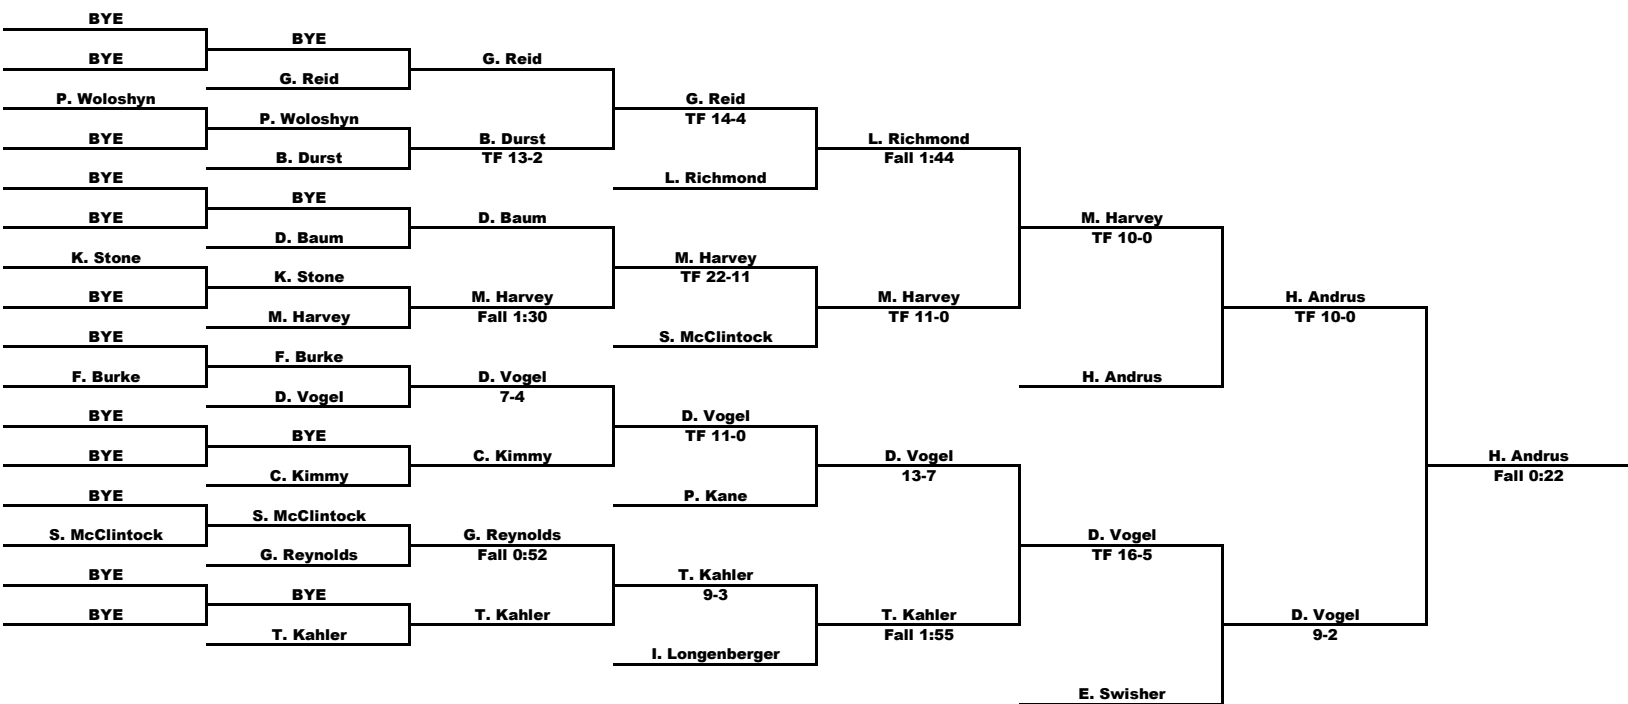 BYE
BYE
P. Woloshyn
BYE
BYE
BYE
K. Stone
BYE
BYE
F. Burke
BYE
BYE
BYE
S. McClintock
BYE
BYE
BYE
G. Reid
P. Woloshyn
B. Durst
BYE
D. Baum
K. Stone
M. Harvey
F. Burke
D. Vogel
BYE
C. Kimmy
S. McClintock
G. Reynolds
BYE
T. Kahler
G. Reid
B. Durst
TF 13-2
D. Baum
M. Harvey
Fall 1:30
D. Vogel
7-4
C. Kimmy
G. Reynolds
Fall 0:52
T. Kahler
G. Reid
TF 14-4
L. Richmond
M. Harvey
TF 22-11
S. McClintock
D. Vogel
TF 11-0
P. Kane
T. Kahler
9-3
I. Longenberger
L. Richmond
Fall 1:44
M. Harvey
TF 11-0
D. Vogel
13-7
T. Kahler
Fall 1:55
M. Harvey
TF 10-0
H. Andrus
D. Vogel
TF 16-5
E. Swisher
H. Andrus
TF 10-0
D. Vogel
9-2
H. Andrus
Fall 0:22